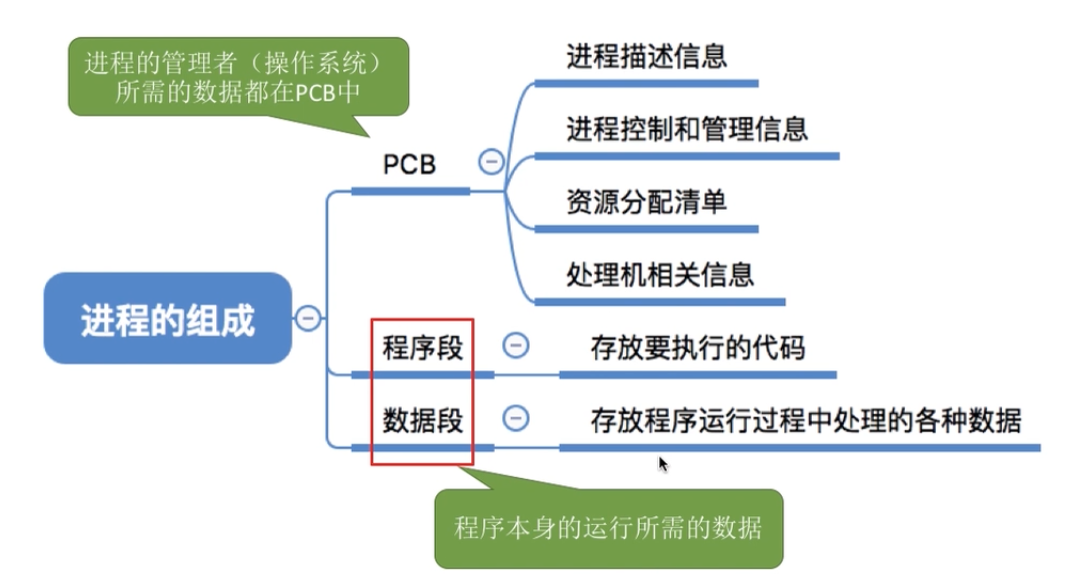 进程的管理者（操作系统）
所需的数据都在PCB中
进程描述信息
进程控制和管理信息
PCB
资源分配清单
处理机相关信息
进程的组成
程序段
存放要执行的代码
数据段
存放程序运行过程中处理的各种数据
程序本身的运行所需的数据